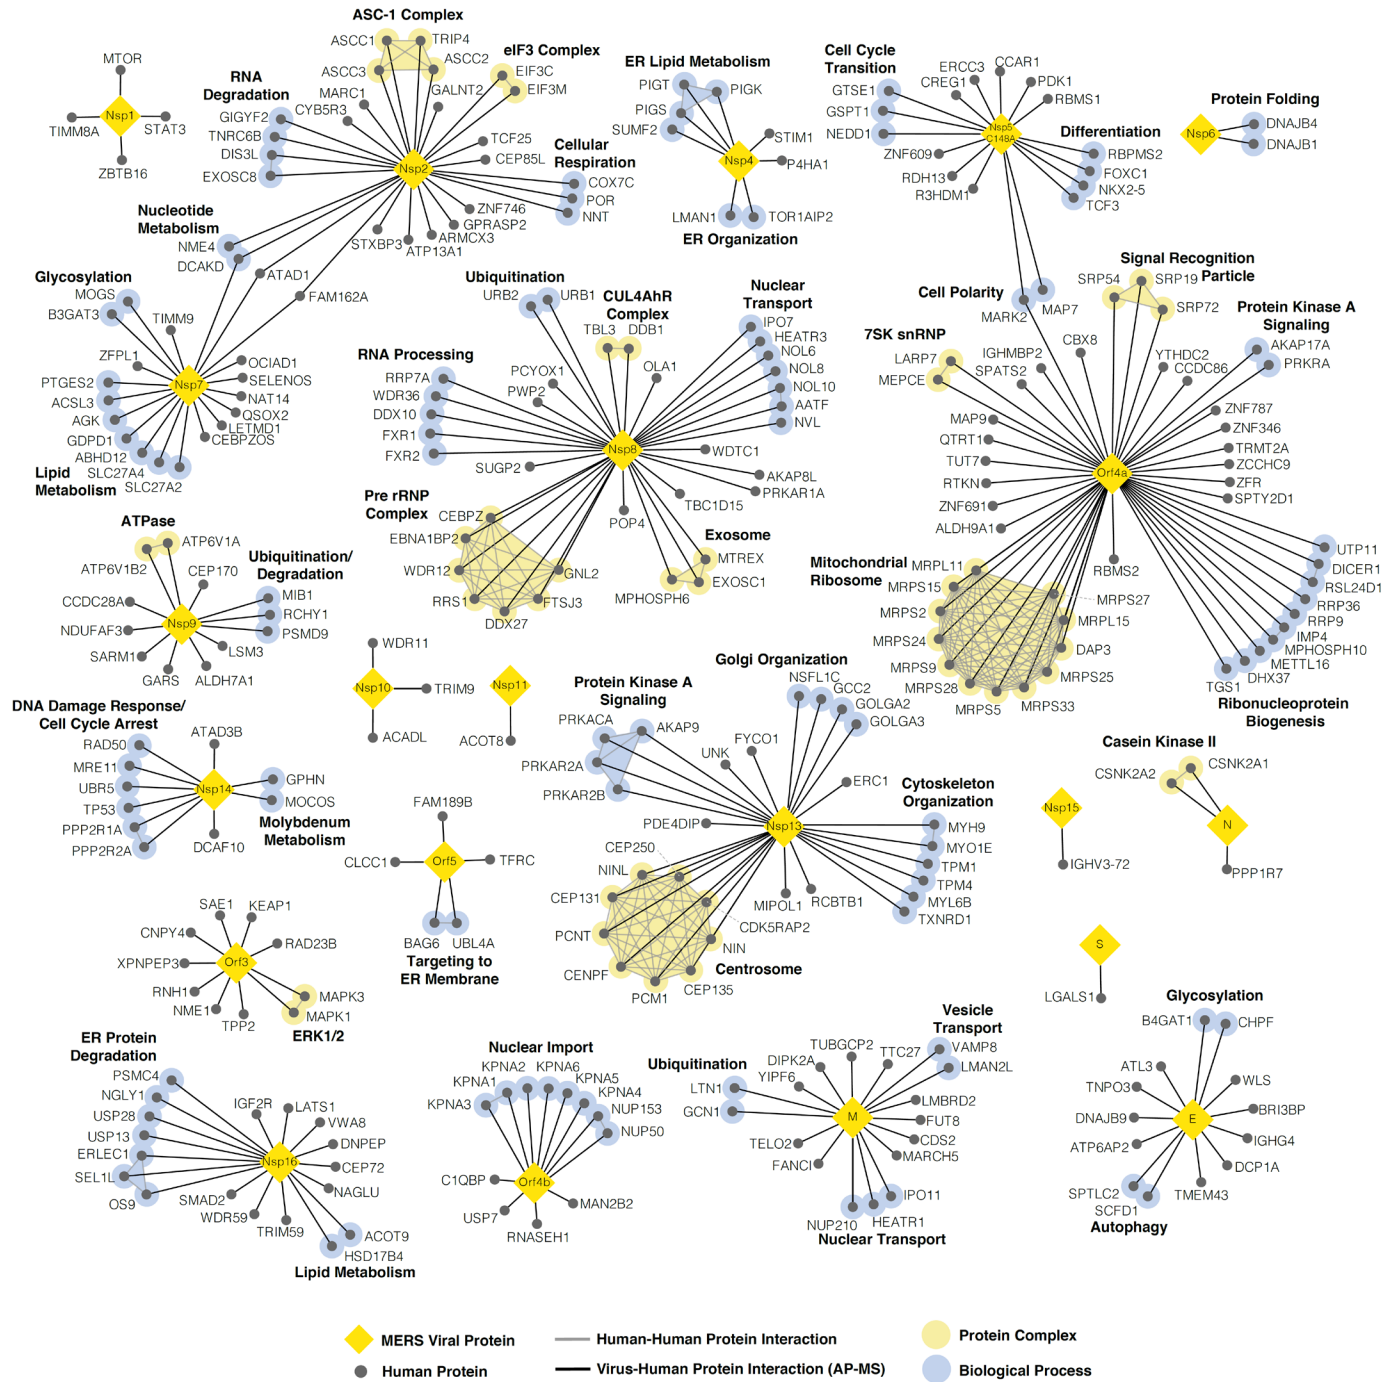 ASC-1 Complex
ASCC1
TRIP4
ASCC2
ASCC3
eIF3 Complex
EIF3C
EIF3M
MTOR
Nsp1
TIMM8A
STAT3
ZBTB16
RNA
Degradation
GIGYF2
TNRC6B
DIS3L
EXOSC8
CYB5R3
MARC1
GALNT2
TCF25
CEP85L
Nsp2
Cellular
Respiration
COX7C
POR
NNT
ZNF746
GPRASP2
ARMCX3
ATP13A1
STXBP3
Nucleotide
Metabolism
NME4
DCAKD
ATAD1
FAM162A
ER Lipid Metabolism
PIGT
PIGK
PIGS
SUMF2
STIM1
Nsp4
P4HA1
LMAN1
TOR1AIP2
ER Organization
Cell Cycle
Transition
GTSE1
GSPT1
NEDD1
CREG1
ERCC3
CCAR1
PDK1
RBMS1
Nsp5
C148A
ZNF609
RDH13
R3HDM1
Differentiation
RBPMS2
FOXC1
NKX2-5
TCF3
Protein Folding
Nsp6
DNAJB4
DNAJB1
Cell Polarity
MARK2
MAP7
Glycosylation
MOGS
B3GAT3
TIMM9
ZFPL1
PTGES2
ACSL3
AGK
GDPD1
ABHD12
SLC27A4
SLC27A2
Lipid
Metabolism
Nsp7
OCIAD1
SELENOS
NAT14
QSOX2
LETMD1
CEBPZOS
Ubiquitination
URB2
URB1
CUL4AhR
Complex
TBL3
DDB1
Nuclear
Transport
IPO7
HEATR3
NOL6
NOL8
NOL10
AATF
NVL
RNA Processing
RRP7A
WDR36
DDX10
FXR1
FXR2
PCYOX1
PWP2
OLA1
Nsp8
SUGP2
WDTC1
AKAP8L
PRKAR1A
TBC1D15
POP4
Pre rRNP
Complex
CEBPZ
EBNA1BP2
WDR12
RRS1
DDX27
FTSJ3
GNL2
Exosome
MTREX
EXOSC1
MPHOSPH6
Signal Recognition
Particle
SRP54
SRP19
SRP72
7SK snRNP
LARP7
MEPCE
IGHMBP2
SPATS2
CBX8
YTHDC2
CCDC86
Protein Kinase A
Signaling
AKAP17A
PRKRA
MAP9
QTRT1
TUT7
RTKN
ZNF691
ALDH9A1
Orf4a
ZNF787
ZNF346
TRMT2A
ZCCHC9
ZFR
SPTY2D1
RBMS2
Mitochondrial
Ribosome
MRPL11
MRPS15
MRPS2
MRPS24
MRPS9
MRPS28
MRPS5
MRPS33
MRPS25
DAP3
MRPL15
MRPS27
UTP11
DICER1
RSL24D1
RRP36
RRP9
IMP4
MPHOSPH10
METTL16
DHX37
TGS1
Ribonucleoprotein
Biogenesis
ATPase
ATP6V1A
ATP6V1B2
CEP170
CCDC28A
NDUFAF3
SARM1
GARS
ALDH7A1
LSM3
Nsp9
Ubiquitination/
Degradation
MIB1
RCHY1
PSMD9
WDR11
Nsp10
TRIM9
ACADL
Nsp11
ACOT8
DNA Damage Response/
Cell Cycle Arrest
RAD50
MRE11
UBR5
TP53
PPP2R1A
PPP2R2A
ATAD3B
Nsp14
DCAF10
GPHN
MOCOS
Molybdenum
Metabolism
Golgi Organization
NSFL1C
GCC2
GOLGA2
GOLGA3
Protein Kinase A
Signaling
PRKACA
AKAP9
PRKAR2A
PRKAR2B
UNK
FYCO1
ERC1
PDE4DIP
Nsp13
MIPOL1
RCBTB1
Cytoskeleton
Organization
MYH9
MYO1E
TPM1
TPM4
MYL6B
TXNRD1
CEP250
NINL
CEP131
PCNT
CENPF
PCM1
CEP135
NIN
CDK5RAP2
Centrosome
Casein Kinase II
CSNK2A2
CSNK2A1
Nsp15
IGHV3-72
N
PPP1R7
FAM189B
CLCC1
Orf5
TFRC
BAG6
UBL4A
Targeting to
ER Membrane
SAE1
KEAP1
CNPY4
RAD23B
XPNPEP3
Orf3
RNH1
NME1
TPP2
MAPK3
MAPK1
ERK1/2
S
LGALS1
ER Protein
Degradation
PSMC4
NGLY1
USP28
USP13
ERLEC1
SEL1L
OS9
IGF2R
LATS1
VWA8
DNPEP
CEP72
NAGLU
Nsp16
SMAD2
WDR59
TRIM59
ACOT9
HSD17B4
Lipid Metabolism
Nuclear Import
KPNA3
KPNA1
KPNA2
KPNA6
KPNA5
KPNA4
NUP153
NUP50
C1QBP
Orf4b
USP7
RNASEH1
MAN2B2
Ubiquitination
LTN1
GCN1
YIPF6
DIPK2A
TUBGCP2
TTC27
Vesicle
Transport
VAMP8
LMAN2L
LMBRD2
FUT8
CDS2
MARCH5
M
TELO2
FANCI
NUP210
HEATR1
IPO11
Nuclear Transport
Glycosylation
B4GAT1
CHPF
ATL3
TNPO3
DNAJB9
ATP6AP2
WLS
BRI3BP
IGHG4
DCP1A
TMEM43
E
SPTLC2
SCFD1
Autophagy
MERS Viral Protein
Human Protein
Human-Human Protein Interaction
Virus-Human Protein Interaction (AP-MS)
Protein Complex
Biological Process